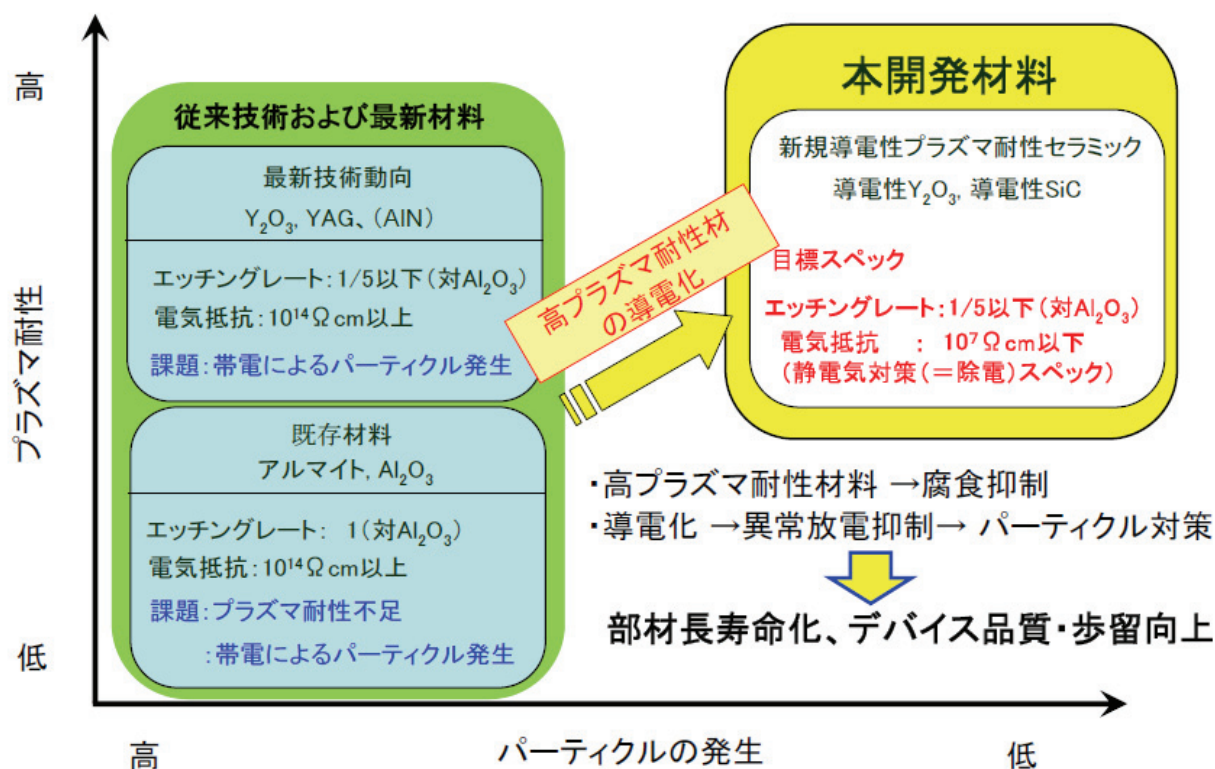 高
プラズマ耐性
低
従来技術および最新材料
最新技術動向
Y₂O₃, YAG、(AlN)
エッチングレート:1/5以下(対Al₂O₃)
電気抵抗:10¹⁴Ωcm以上
課題:帯電によるパーティクル発生
既存材料
アルマイト, Al₂O₃
エッチングレート: 1(対Al₂O₃)
電気抵抗:10¹⁴Ωcm以上
課題:プラズマ耐性不足
:帯電によるパーティクル発生
高プラズマ耐性材
の導電化
本開発材料
新規導電性プラズマ耐性セラミック
導電性Y₂O₃, 導電性SiC
目標スペック
エッチングレート:1/5以下(対Al₂O₃)
電気抵抗 : 10⁷Ωcm以下
(静電気対策(=除電)スペック)
・高プラズマ耐性材料 →腐食抑制
・導電化 →異常放電抑制→ パーティクル対策
部材長寿命化、デバイス品質・歩留向上
高
パーティクルの発生
低